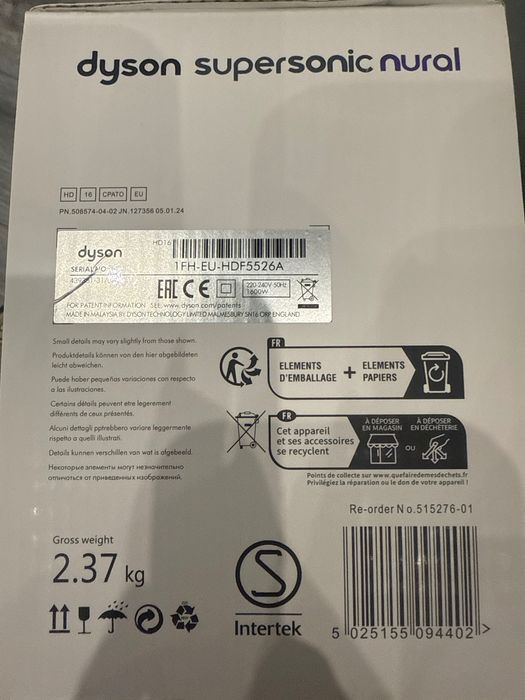 dyson supersonic nural
HD 16 CPATO EU
PN.508574-04-02 JN.127356 05.01.24
dyson
HD16
SERIAL NO
1FH-EU-HDF5526A
EAC CE
220-240V 50Hz
1600W
FOR PATENT INFORMATION SEE www.dyson.com/patents
MADE IN MALAYSIA BY DYSON TECHNOLOGY LIMITED MALMESBURY SN16 ORP ENGLAND
Small details may vary slightly from those shown.
Produktdetails können von den hier abgebildeten
leicht abweichen.
Puede haber pequeñas variaciones con respecto
a las ilustraciones.
Certains détails peuvent etre legerement
différents de ceux présentés.
Alcuni dettagli pptrebbero variare leggermente
rispetto a quelli illustrati.
Details kunnen verschillen van wat is afgebeeld.
Некоторые элементы могут незначительно
отличаться от приведенных изображений.
FR
ELEMENTS
D'EMBALLAGE
+
ELEMENTS
PAPIERS
FR
Cet appareil
et ses accessoires
se recyclent
À DÉPOSER
EN MAGASIN
OU
À DÉPOSER
EN DÉCHÈTERIE
Points de collecte sur www.quefairedemesdechets.fr
Privilégiez la réparation ou le don de votre appareil !
Re-order No.515276-01
Gross weight
2.37 kg
S
Intertek
5 025155 094402 >